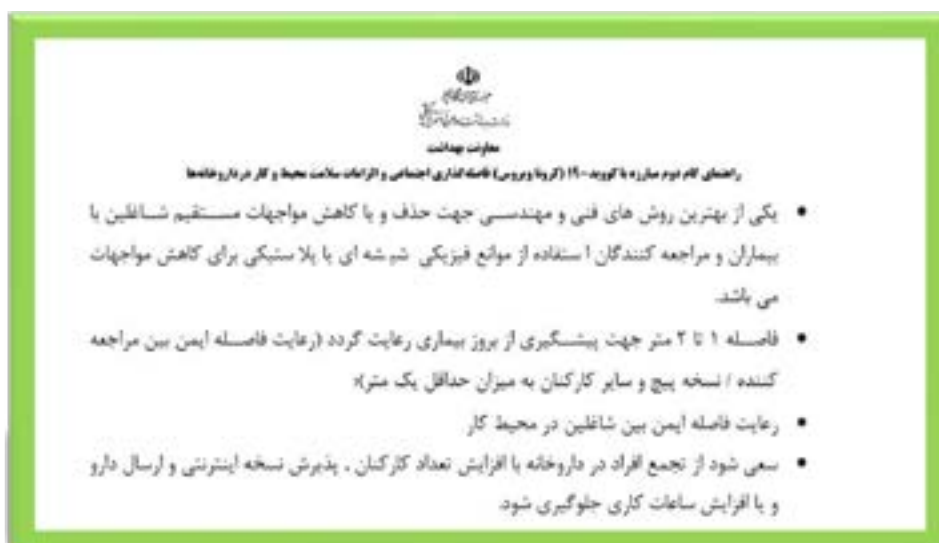 معاونت بهداشت
راهنمای گام دوم مبارزه با کووید-۱۹ (کرونا ویروس) فاصله گذاری اجتماعی و الزامات سلامت محیط و کار در داروخانه‌ها
• یکی از بهترین روش های فنی و مهندسی جهت حذف و یا کاهش مواجهات مستقیم شاغلین با
بیماران و مراجعه کنندگان استفاده از موانع فیزیکی شیشه ای یا پلاستیکی برای کاهش مواجهات
می باشد.
• فاصله ۱ تا ۲ متر جهت پیشگیری از بروز بیماری رعایت گردد (رعایت فاصله ایمن بین مراجعه
کننده / نسخه پیچ و سایر کارکنان به میزان حداقل یک متر)؛
• رعایت فاصله ایمن بین شاغلین در محیط کار
• سعی شود از تجمع افراد در داروخانه با افزایش تعداد کارکنان ، پذیرش نسخه اینترنتی و ارسال دارو
و یا افزایش ساعات کاری جلوگیری شود.